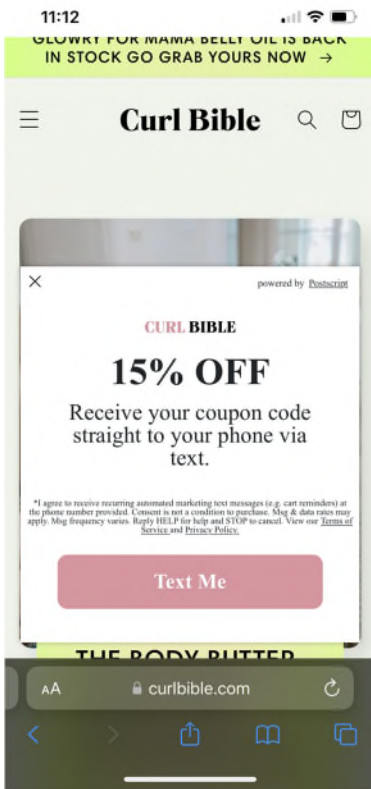 11:12
GLOWRY FOR MAMA BELLY OIL IS BACK
IN STOCK GO GRAB YOURS NOW →
Curl Bible
powered by Postscript
CURL BIBLE
15% OFF
Receive your coupon code
straight to your phone via
text.
*I agree to receive recurring automated marketing text messages (e.g. cart reminders) at
the phone number provided. Consent is not a condition to purchase. Msg & data rates may
apply. Msg frequency varies. Reply HELP for help and STOP to cancel. View our Terms of
Service and Privacy Policy.
Text Me
THE BODY BUTTER
AA
curlbible.com